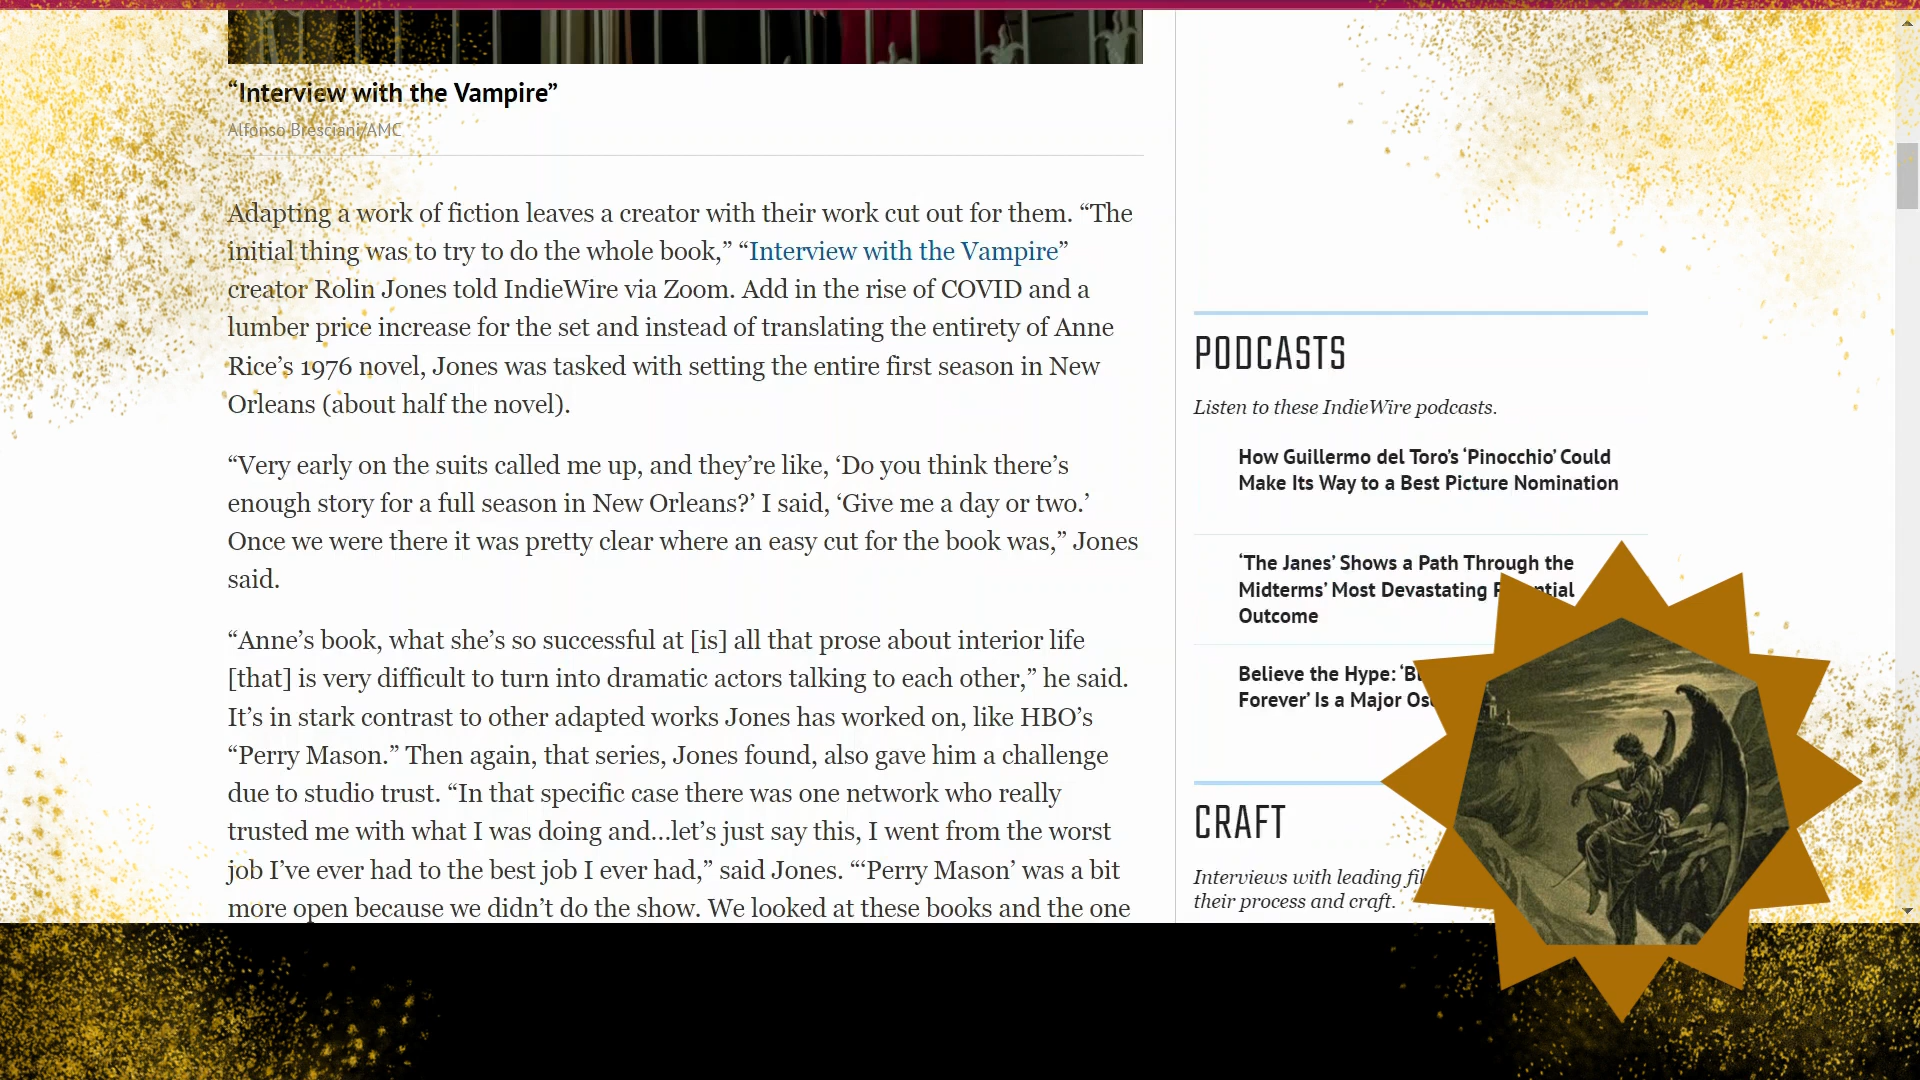 “Interview with the Vampire”
Alfonso Bresciani/AMC
Adapting a work of fiction leaves a creator with their work cut out for them. “The
initial thing was to try to do the whole book,” “Interview with the Vampire”
creator Rolin Jones told IndieWire via Zoom. Add in the rise of COVID and a
lumber price increase for the set and instead of translating the entirety of Anne
Rice’s 1976 novel, Jones was tasked with setting the entire first season in New
Orleans (about half the novel).
“Very early on the suits called me up, and they’re like, ‘Do you think there’s
enough story for a full season in New Orleans?’ I said, ‘Give me a day or two.’
Once we were there it was pretty clear where an easy cut for the book was,” Jones
said.
“Anne’s book, what she’s so successful at [is] all that prose about interior life
[that] is very difficult to turn into dramatic actors talking to each other,” he said.
It’s in stark contrast to other adapted works Jones has worked on, like HBO’s
“Perry Mason.” Then again, that series, Jones found, also gave him a challenge
due to studio trust. “In that specific case there was one network who really
trusted me with what I was doing and…let’s just say this, I went from the worst
job I’ve ever had to the best job I ever had,” said Jones. “‘Perry Mason’ was a bit
more open because we didn’t do the show. We looked at these books and the one
PODCASTS
Listen to these IndieWire podcasts.
How Guillermo del Toro’s ‘Pinocchio’ Could
Make Its Way to a Best Picture Nomination
‘The Janes’ Shows a Path Through the
Midterms’ Most Devastating
Outcome
Believe the Hype:
Forever’ Is a Major
CRAFT
Interviews with leading
their process and craft.